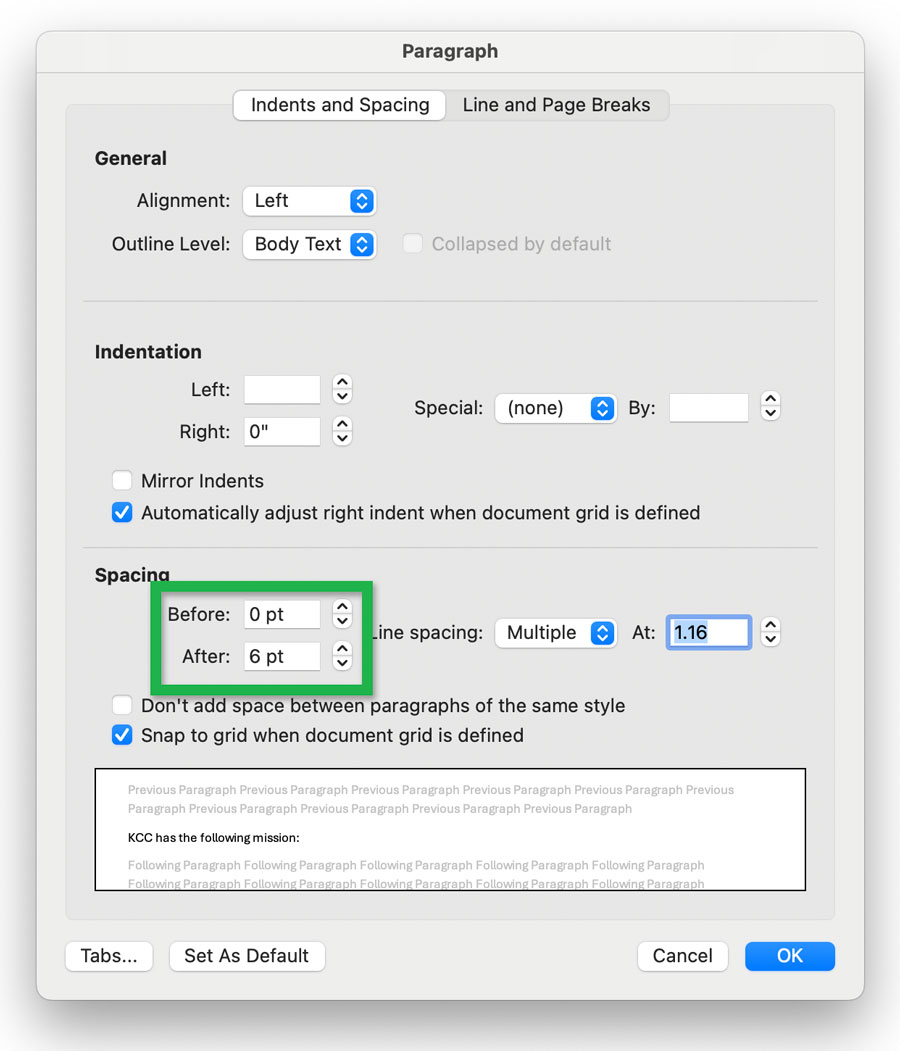 Paragraph
Indents and Spacing Line and Page Breaks
General
Alignment: Left
Outline Level: Body Text Collapsed by default
Indentation
Left:
Special: (none) By:
Right: 0"
Mirror Indents
Automatically adjust right indent when document grid is defined
Spacing
Before: 0 pt
Line spacing: Multiple At: 1.16
After: 6 pt
Don't add space between paragraphs of the same style
Snap to grid when document grid is defined
Previous Paragraph Previous Paragraph Previous Paragraph Previous Paragraph Previous Paragraph Previous
Paragraph Previous Paragraph Previous Paragraph Previous Paragraph Previous Paragraph
KCC has the following mission:
Following Paragraph Following Paragraph Following Paragraph Following Paragraph Following Paragraph
Following Paragraph Following Paragraph Following Paragraph Following Paragraph Following Paragraph
Tabs... Set As Default Cancel OK